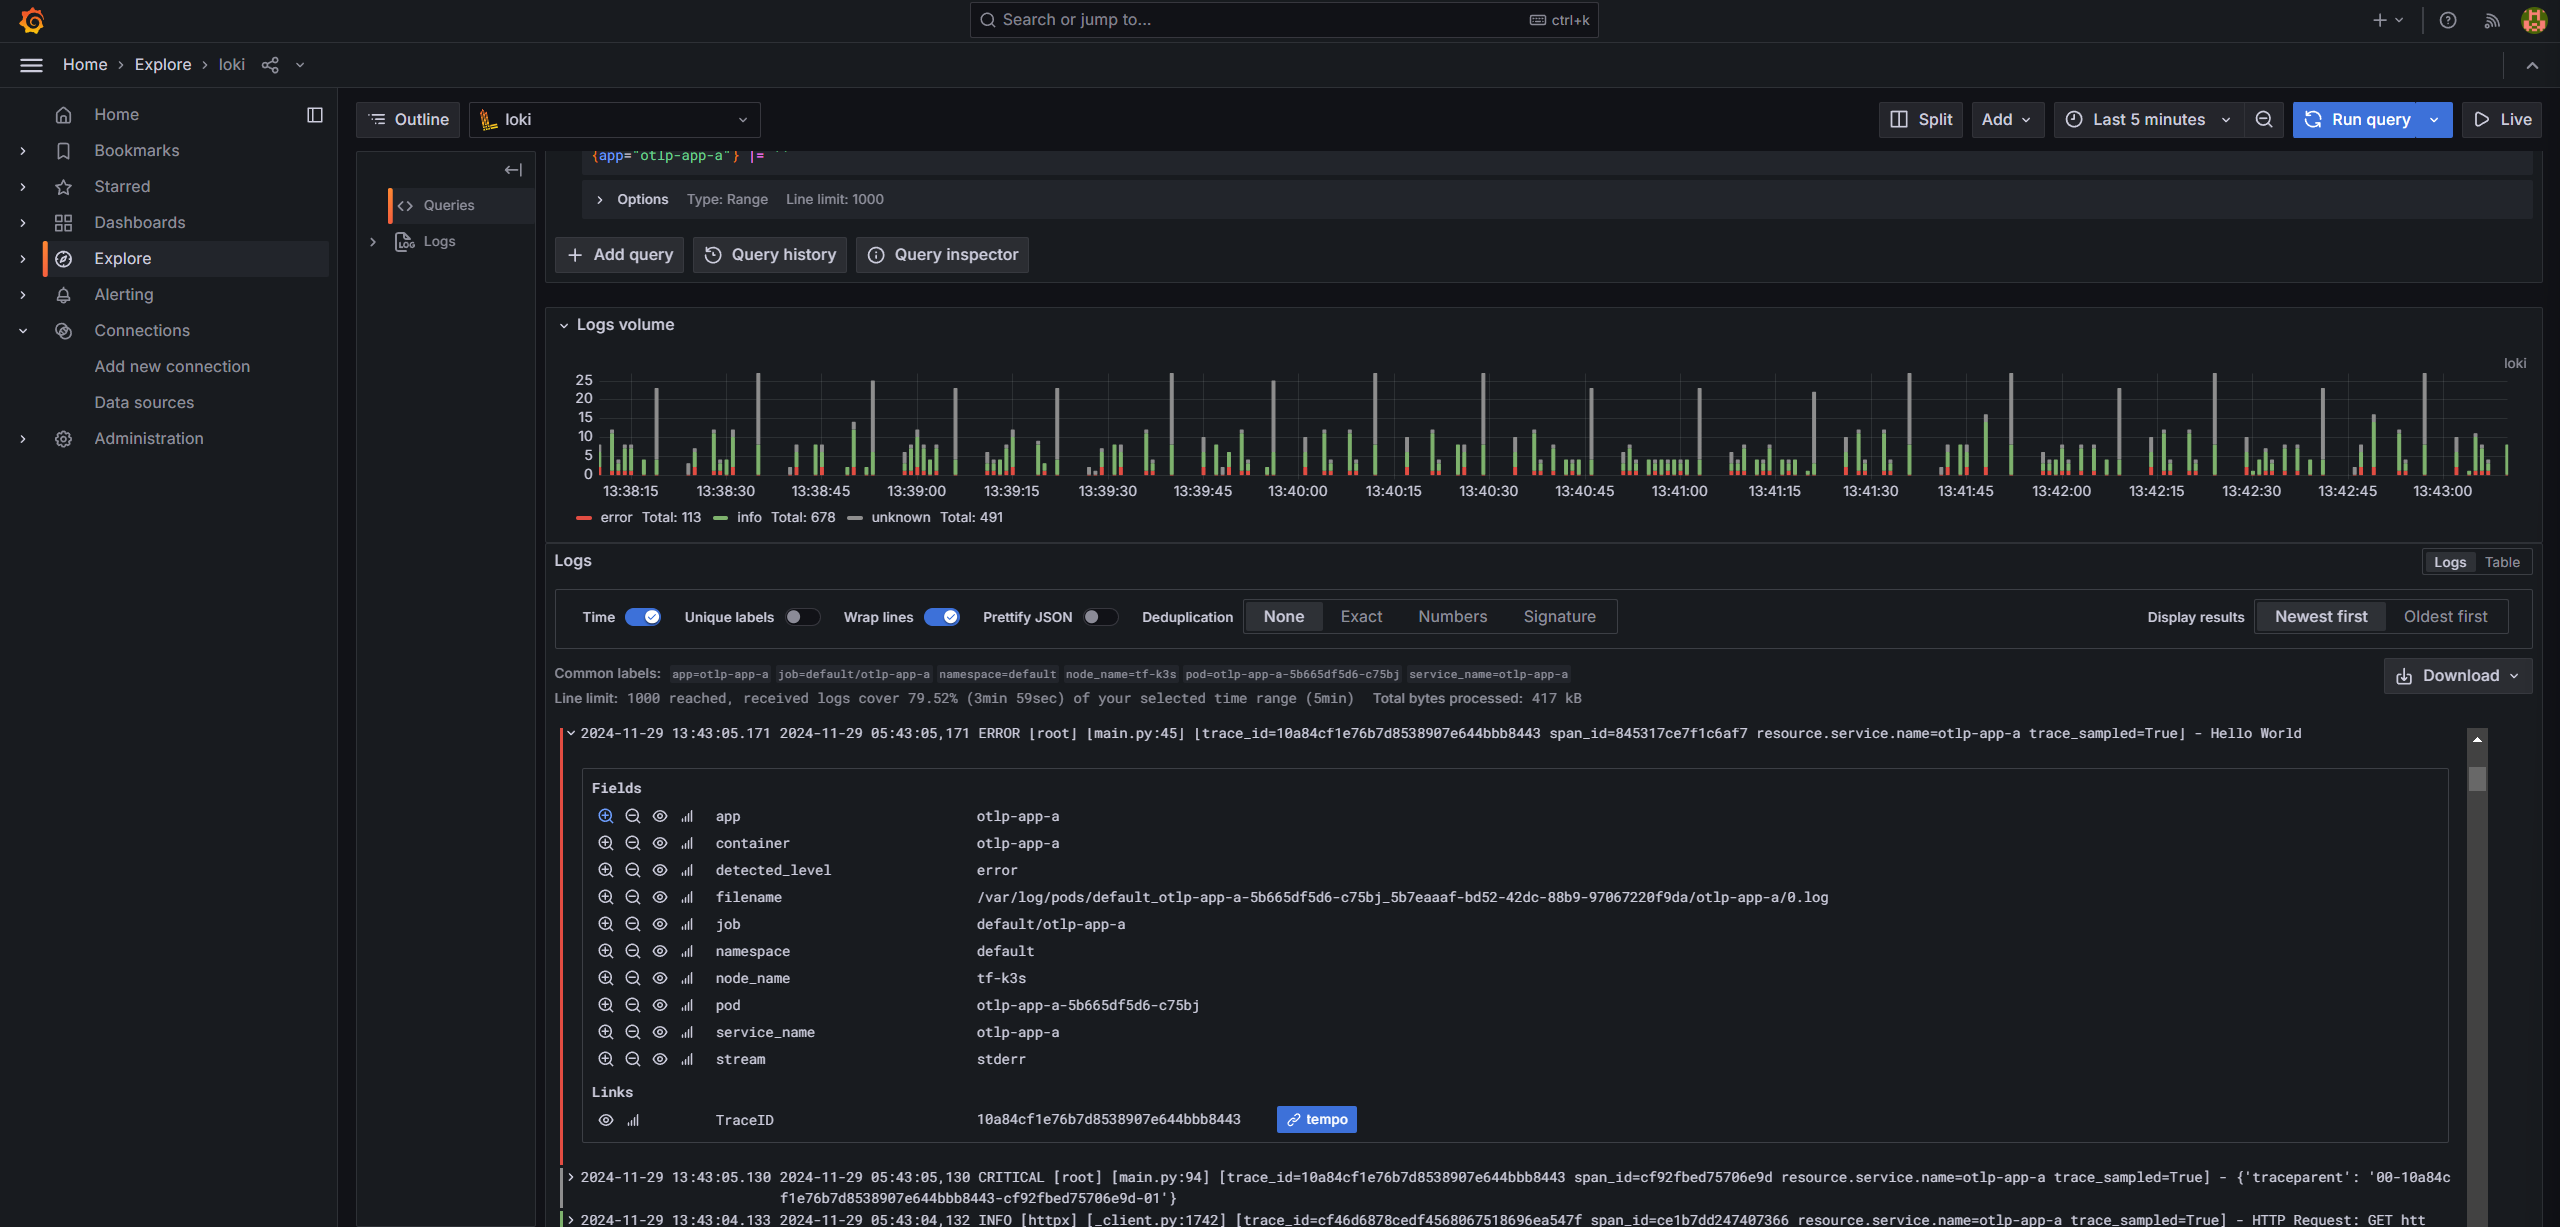 Search or jump to...
ctrl+k
Home › Explore › loki
Home
Bookmarks
Starred
Dashboards
Explore
Alerting
Connections
Add new connection
Data sources
Administration
Outline
loki
Split
Add
Last 5 minutes
Run query
Live
Queries
Logs
{app="otlp-app-a"} |= ``
Options Type: Range Line limit: 1000
Add query
Query history
Query inspector
Logs volume
loki
25
20
15
10
5
0
13:38:15 13:38:30 13:38:45 13:39:00 13:39:15 13:39:30 13:39:45 13:40:00 13:40:15 13:40:30 13:40:45 13:41:00 13:41:15 13:41:30 13:41:45 13:42:00 13:42:15 13:42:30 13:42:45 13:43:00
error Total: 113 info Total: 678 unknown Total: 491
Logs
Logs Table
Time Unique labels Wrap lines Prettify JSON Deduplication None Exact Numbers Signature Display results Newest first Oldest first
Common labels: app=otlp-app-a job=default/otlp-app-a namespace=default node_name=tf-k3s pod=otlp-app-a-5b665df5d6-c75bj service_name=otlp-app-a
Download
Line limit: 1000 reached, received logs cover 79.52% (3min 59sec) of your selected time range (5min) Total bytes processed: 417 kB
2024-11-29 13:43:05.171 2024-11-29 05:43:05,171 ERROR [root] [main.py:45] [trace_id=10a84cf1e76b7d8538907e644bbb8443 span_id=845317ce7f1c6af7 resource.service.name=otlp-app-a trace_sampled=True] - Hello World
Fields
app otlp-app-a
container otlp-app-a
detected_level error
filename /var/log/pods/default_otlp-app-a-5b665df5d6-c75bj_5b7eaaaf-bd52-42dc-88b9-97067220f9da/otlp-app-a/0.log
job default/otlp-app-a
namespace default
node_name tf-k3s
pod otlp-app-a-5b665df5d6-c75bj
service_name otlp-app-a
stream stderr
Links
TraceID 10a84cf1e76b7d8538907e644bbb8443 tempo
2024-11-29 13:43:05.130 2024-11-29 05:43:05,130 CRITICAL [root] [main.py:94] [trace_id=10a84cf1e76b7d8538907e644bbb8443 span_id=cf92fbed75706e9d resource.service.name=otlp-app-a trace_sampled=True] - {'traceparent': '00-10a84c
f1e76b7d8538907e644bbb8443-cf92fbed75706e9d-01'}
2024-11-29 13:43:04.133 2024-11-29 05:43:04,132 INFO [httpx] [_client.py:1742] [trace_id=cf46d6878cedf4568067518696ea547f span_id=ce1b7dd247407366 resource.service.name=otlp-app-a trace_sampled=True] - HTTP Request: GET htt